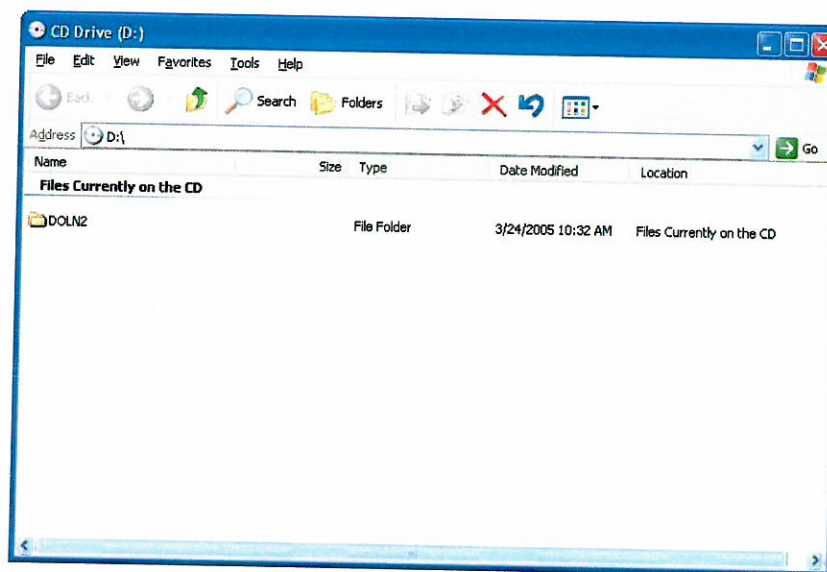 CD Drive (D:)
File Edit View Favorites Tools Help
Back Search Folders
Address D:\ Go
Name Size Type Date Modified Location
Files Currently on the CD
DOLN2 File Folder 3/24/2005 10:32 AM Files Currently on the CD